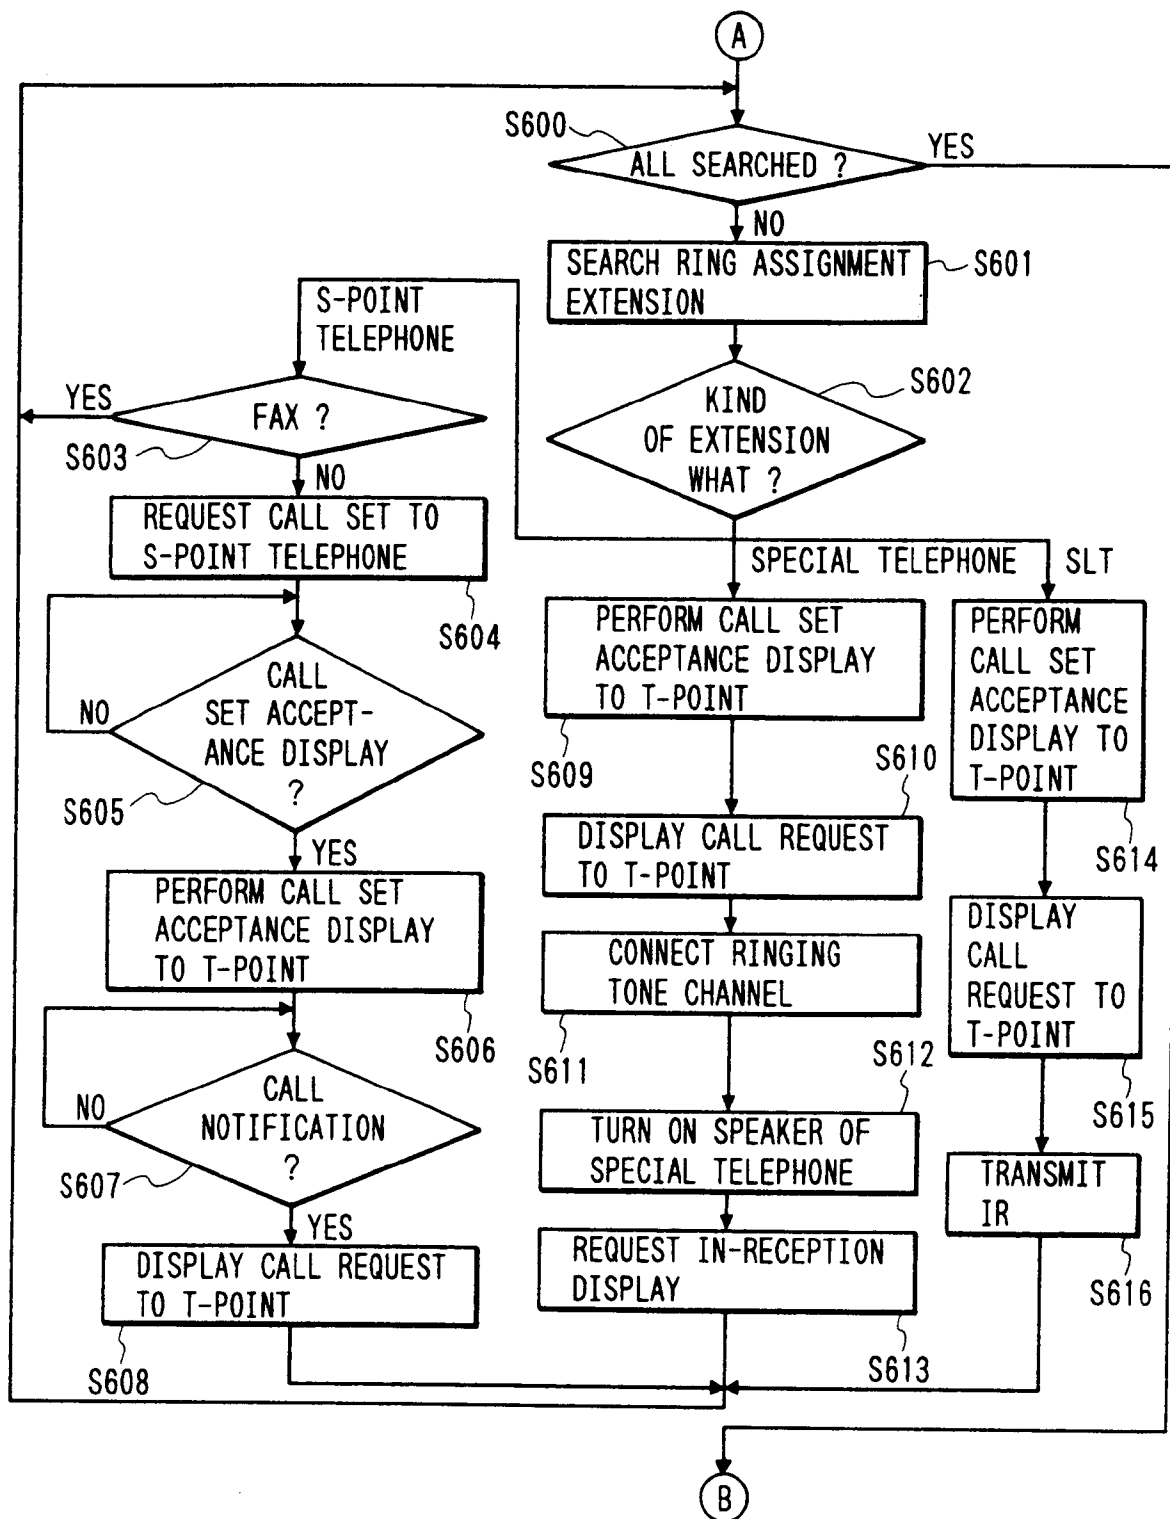 A
S600
ALL SEARCHED ?
YES
NO
SEARCH RING ASSIGNMENT
EXTENSION
S601
S-POINT
TELEPHONE
S602
KIND
OF EXTENSION
WHAT ?
YES
FAX ?
S603
NO
REQUEST CALL SET TO
S-POINT TELEPHONE
S604
SPECIAL TELEPHONE
SLT
CALL
SET ACCEPT-
ANCE DISPLAY
?
NO
S605
YES
PERFORM CALL SET
ACCEPTANCE DISPLAY
TO T-POINT
S606
CALL
NOTIFICATION
?
NO
S607
YES
DISPLAY CALL REQUEST
TO T-POINT
S608
PERFORM CALL SET
ACCEPTANCE DISPLAY
TO T-POINT
S609
S610
DISPLAY CALL REQUEST
TO T-POINT
CONNECT RINGING
TONE CHANNEL
S611
S612
TURN ON SPEAKER OF
SPECIAL TELEPHONE
REQUEST IN-RECEPTION
DISPLAY
S613
PERFORM
CALL SET
ACCEPTANCE
DISPLAY TO
T-POINT
S614
DISPLAY
CALL
REQUEST TO
T-POINT
S615
TRANSMIT
IR
S616
B